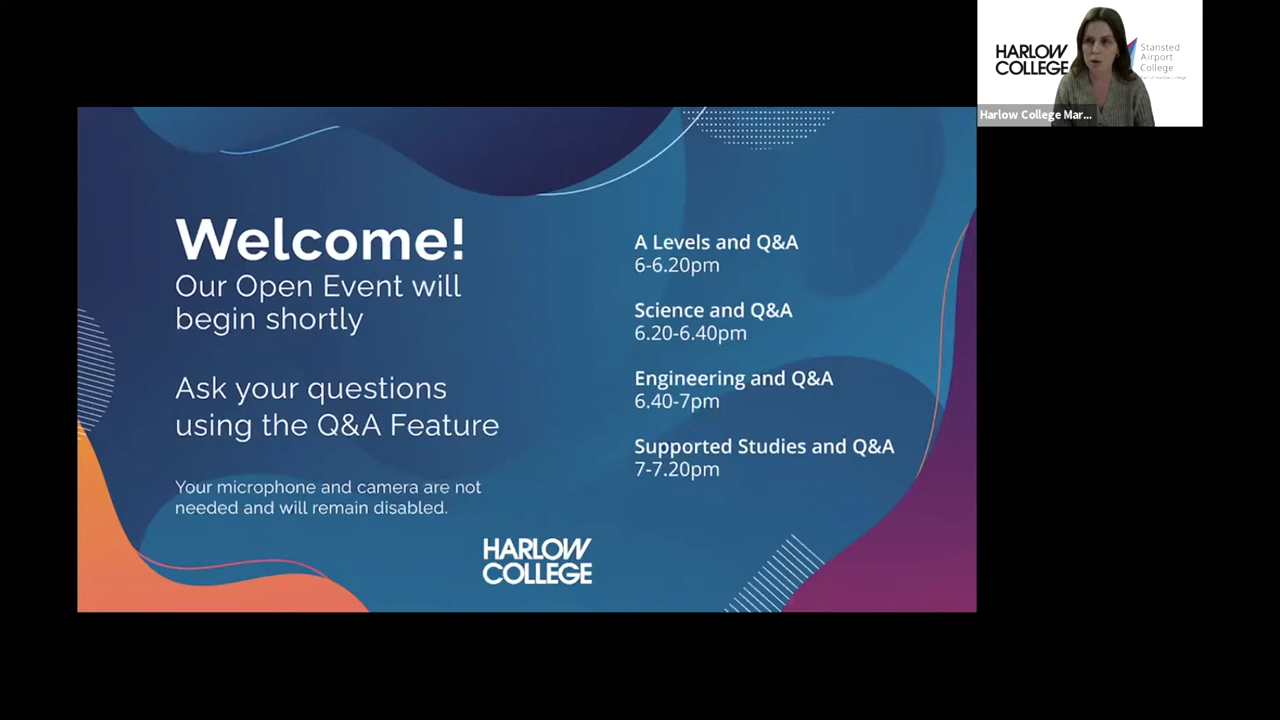 Welcome!
Our Open Event will
begin shortly
Ask your questions
using the Q&A Feature
Your microphone and camera are not
needed and will remain disabled.
A Levels and Q&A
6-6.20pm
Science and Q&A
6.20-6.40pm
Engineering and Q&A
6.40-7pm
Supported Studies and Q&A
7-7.20pm
HARLOW
COLLEGE
HARLOW
COLLEGE
Stansted
Airport
College
Harlow College Mar...